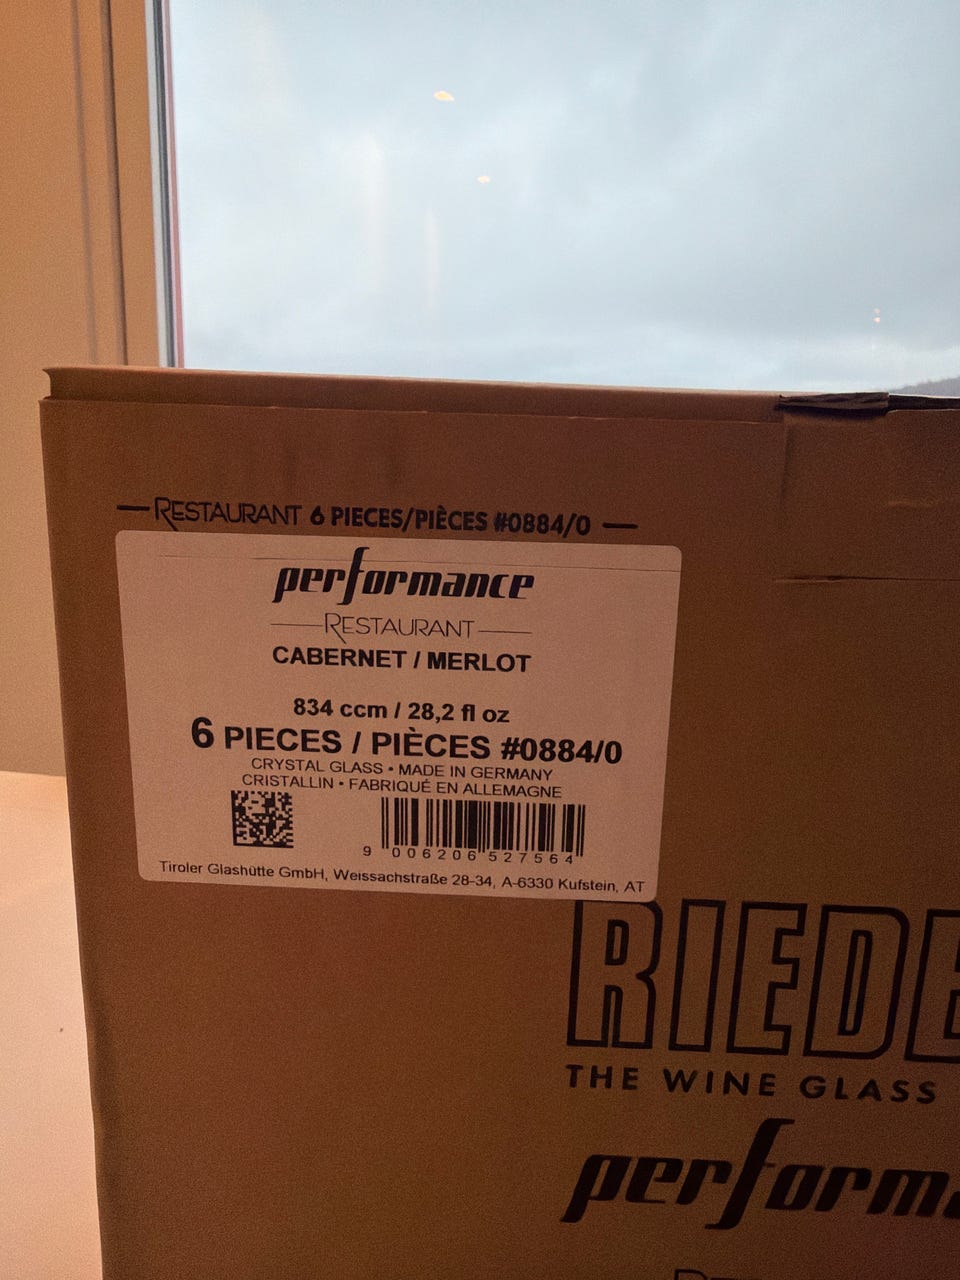 RESTAURANT 6 PIECES/PIÈCES #0884/0
performance
RESTAURANT
CABERNET / MERLOT
834 ccm / 28,2 fl oz
6 PIECES / PIÈCES #0884/0
CRYSTAL GLASS • MADE IN GERMANY
CRISTALLIN • FABRIQUÉ EN ALLEMAGNE
9 006206 527564
Tiroler Glashütte GmbH, Weissachstraße 28-34, A-6330 Kufstein, AT
RIEDE
THE WINE GLASS
perform